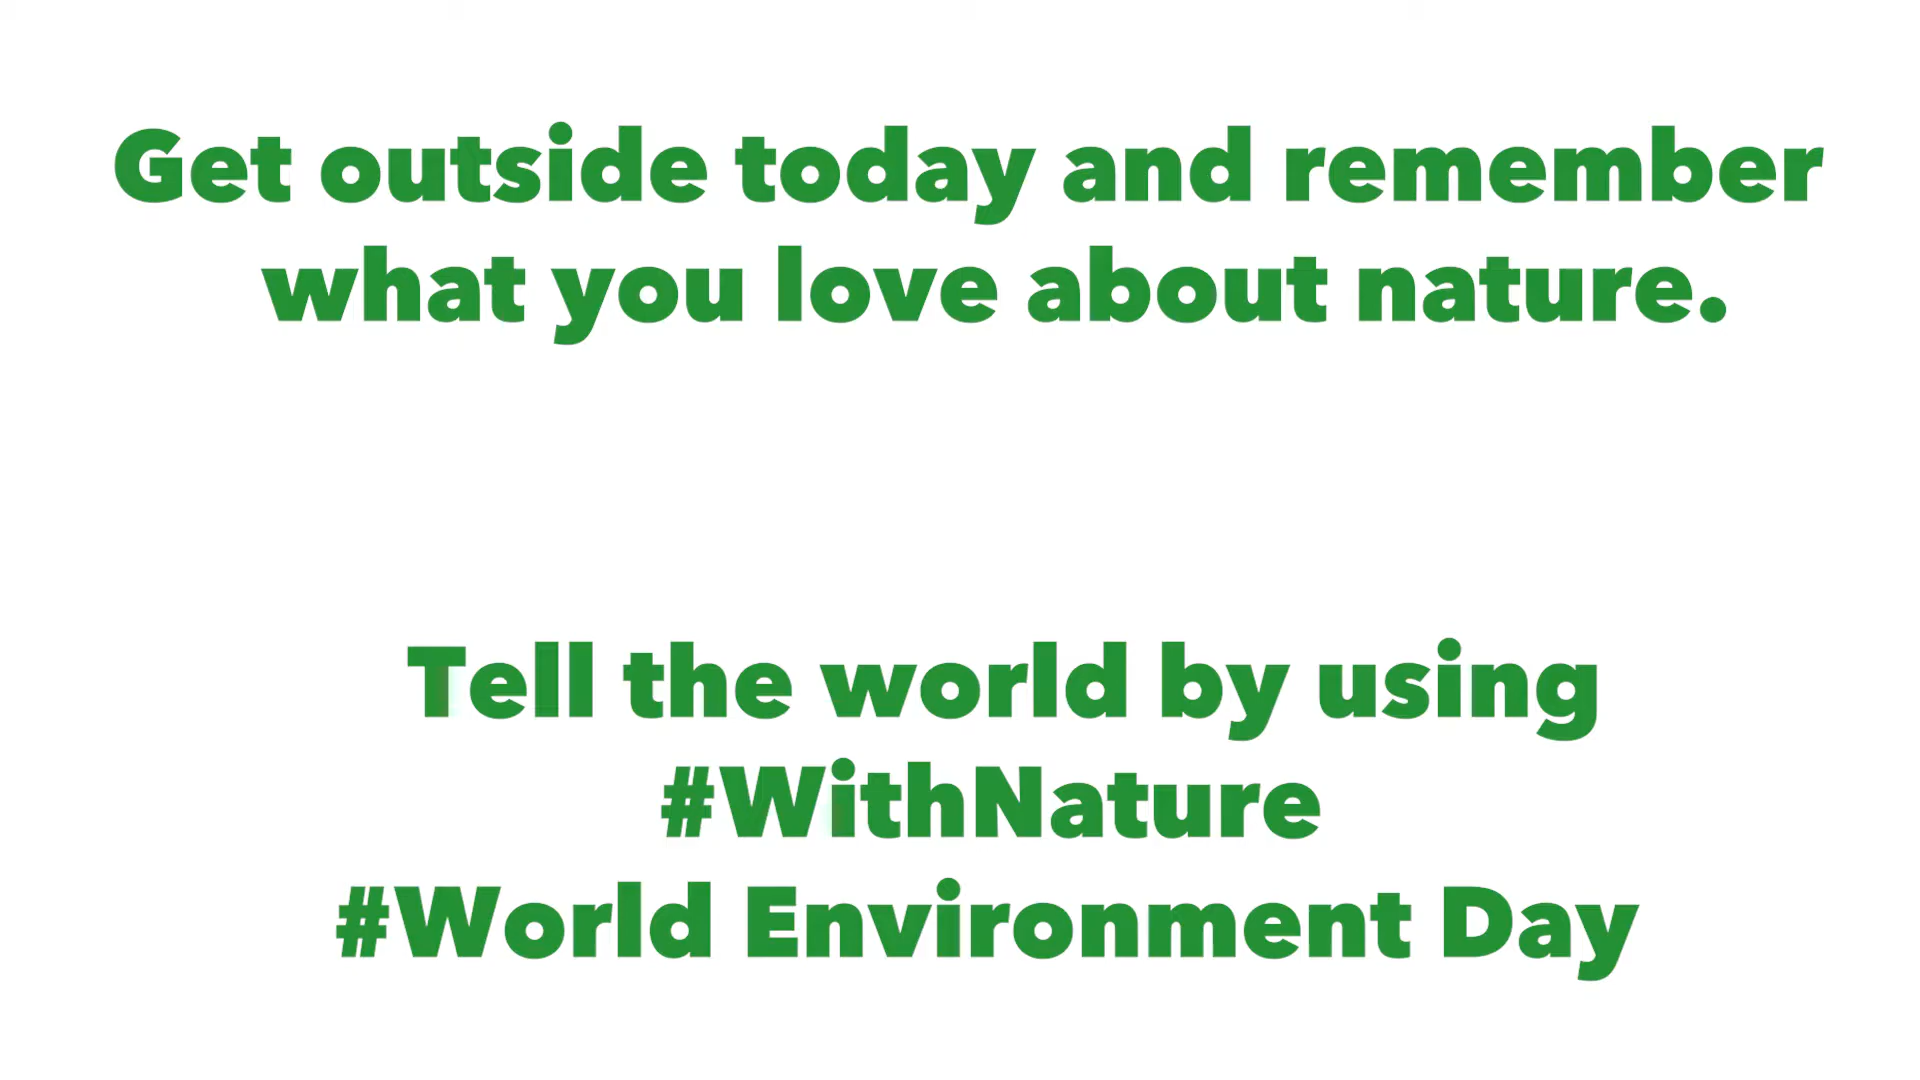 Get outside today and remember
what you love about nature.
Tell the world by using
#WithNature
#World Environment Day